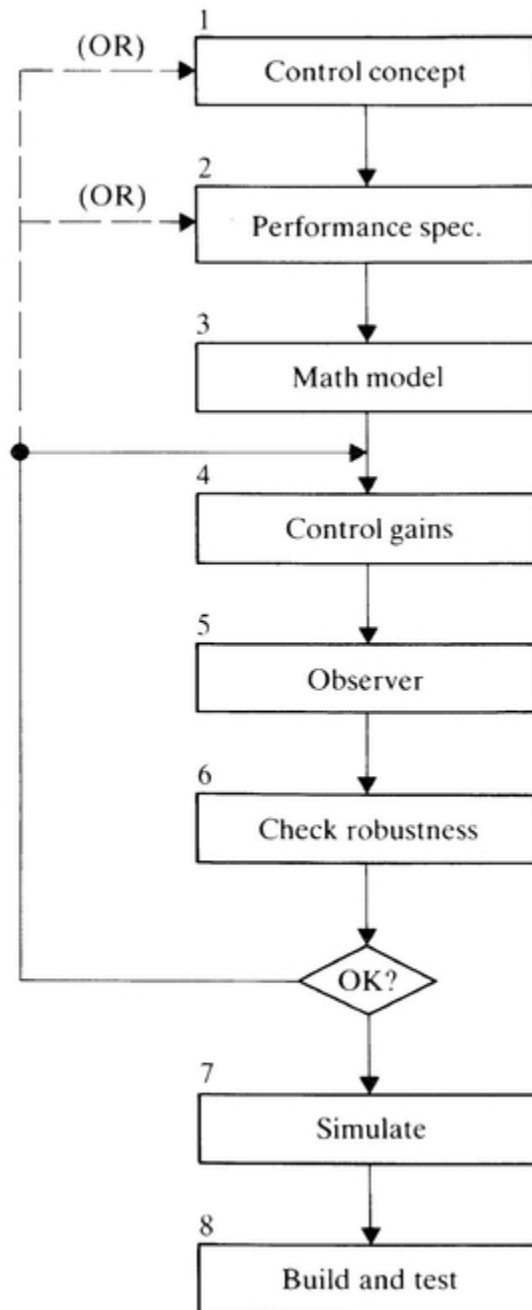 1
(OR)
Control concept
2
(OR)
Performance spec.
3
Math model
4
Control gains
5
Observer
6
Check robustness
OK?
7
Simulate
8
Build and test